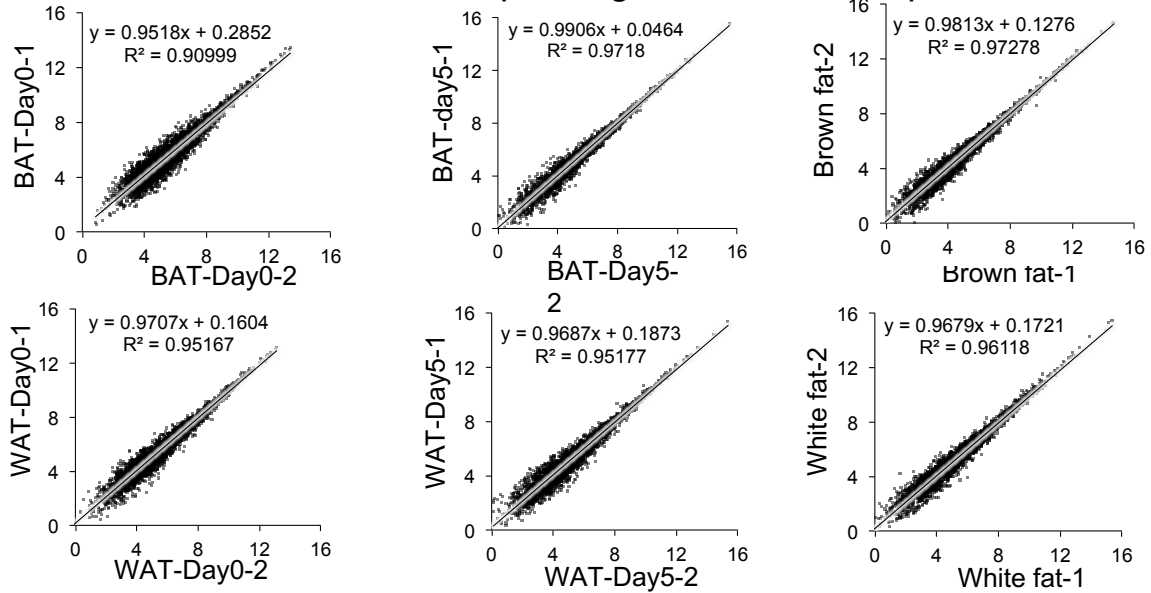 y = 0.9518x + 0.2852
R² = 0.90999
16
12
8
4
0
0 4 8 12 16
BAT-Day0-1
BAT-Day0-2
y = 0.9906x + 0.0464
R² = 0.9718
16
12
8
4
0
0 4 8 12 16
BAT-day5-1
BAT-Day5-
2
y = 0.9813x + 0.1276
R² = 0.97278
16
12
8
4
0
0 4 8 12 16
Brown fat-2
Brown fat-1
y = 0.9707x + 0.1604
R² = 0.95167
16
12
8
4
0
0 4 8 12 16
WAT-Day0-1
WAT-Day0-2
y = 0.9687x + 0.1873
R² = 0.95177
16
12
8
4
0
0 4 8 12 16
WAT-Day5-1
WAT-Day5-2
y = 0.9679x + 0.1721
R² = 0.96118
16
12
8
4
0
0 4 8 12 16
White fat-2
White fat-1